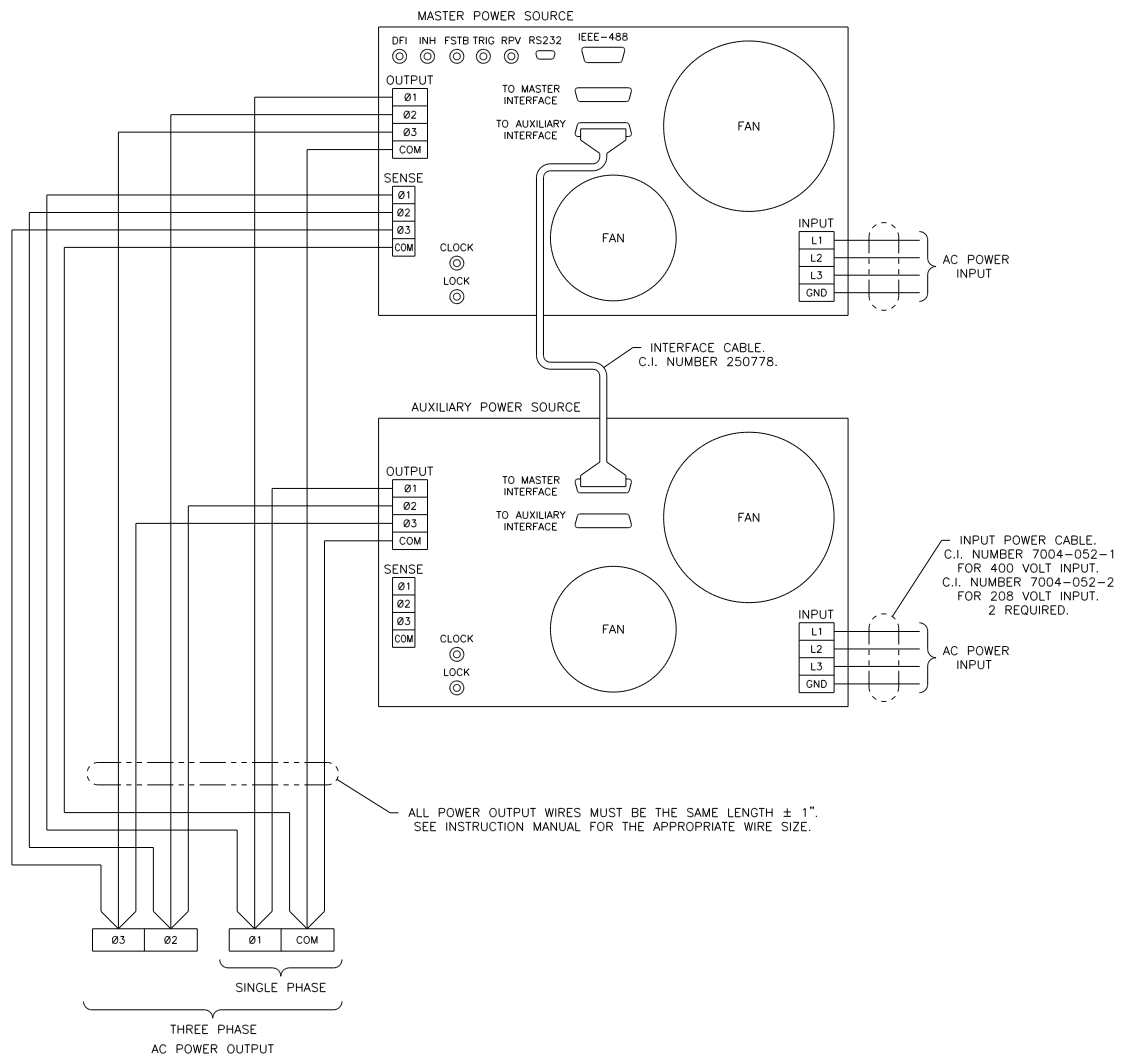 MASTER POWER SOURCE
DFI INH FSTB TRIG RPV RS232 IEEE-488
OUTPUT
Ø1
Ø2
Ø3
COM
TO MASTER
INTERFACE
TO AUXILIARY
INTERFACE
FAN
SENSE
Ø1
Ø2
Ø3
COM
FAN
CLOCK
LOCK
INPUT
L1
L2
L3
GND
AC POWER
INPUT
INTERFACE CABLE.
C.I. NUMBER 250778.
AUXILIARY POWER SOURCE
OUTPUT
Ø1
Ø2
Ø3
COM
TO MASTER
INTERFACE
TO AUXILIARY
INTERFACE
FAN
SENSE
Ø1
Ø2
Ø3
COM
FAN
CLOCK
LOCK
INPUT POWER CABLE.
C.I. NUMBER 7004-052-1
FOR 400 VOLT INPUT.
C.I. NUMBER 7004-052-2
FOR 208 VOLT INPUT.
2 REQUIRED.
INPUT
L1
L2
L3
GND
AC POWER
INPUT
ALL POWER OUTPUT WIRES MUST BE THE SAME LENGTH ± 1".
SEE INSTRUCTION MANUAL FOR THE APPROPRIATE WIRE SIZE.
Ø3 Ø2 Ø1 COM
SINGLE PHASE
THREE PHASE
AC POWER OUTPUT